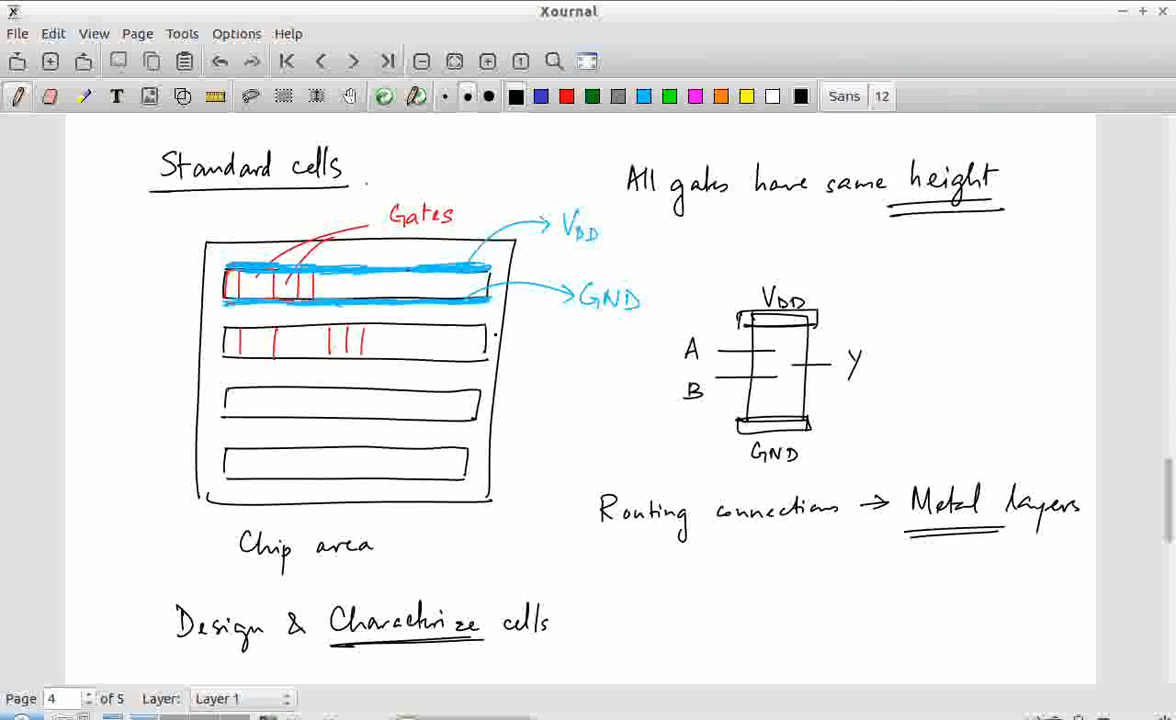 Xournal
File Edit View Page Tools Options Help
Sans 12
Standard cells
All gates have same height
Gates
VDD
GND
VDD
A
B
Y
GND
Routing connections → Metal layers
Chip area
Design & Characterize cells
Page 4 of 5 Layer: Layer 1